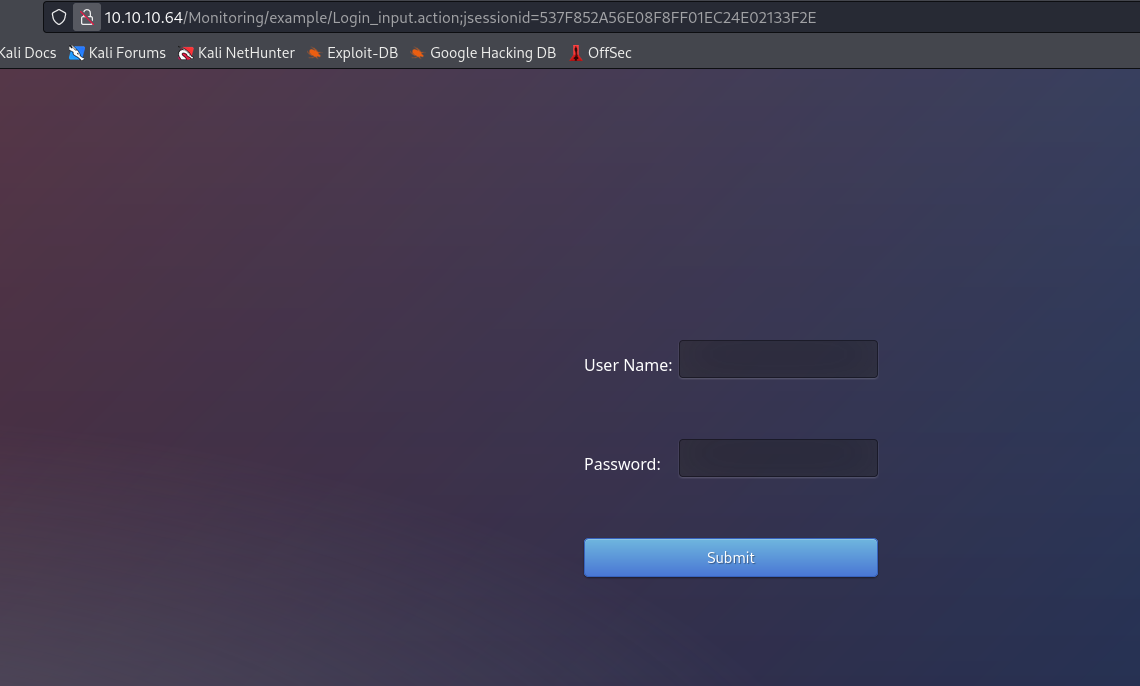 10.10.10.64/Monitoring/example/Login_input.action;jsessionid=537F852A56E08F8FF01EC24E02133F2E
Kali Docs Kali Forums Kali NetHunter Exploit-DB Google Hacking DB OffSec
User Name:
Password:
Submit